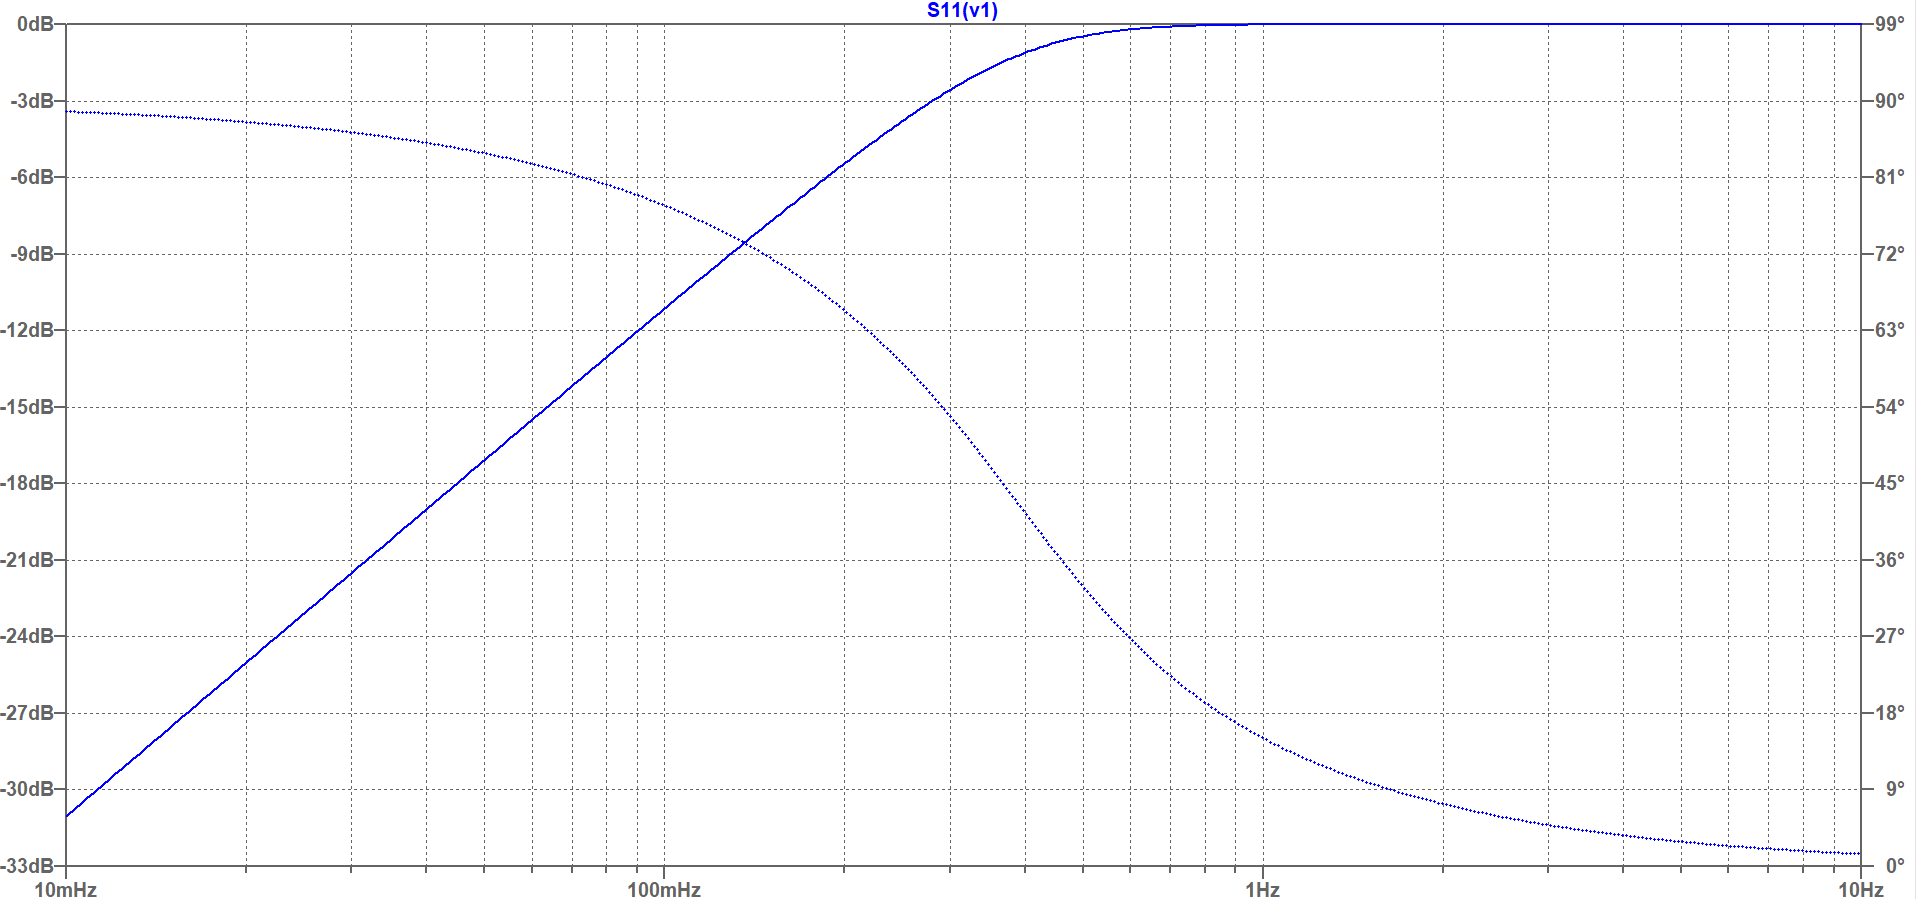 S11(v1)
0dB 99°
-3dB 90°
-6dB 81°
-9dB 72°
-12dB 63°
-15dB 54°
-18dB 45°
-21dB 36°
-24dB 27°
-27dB 18°
-30dB 9°
-33dB 0°
10mHz 100mHz 1Hz 10Hz